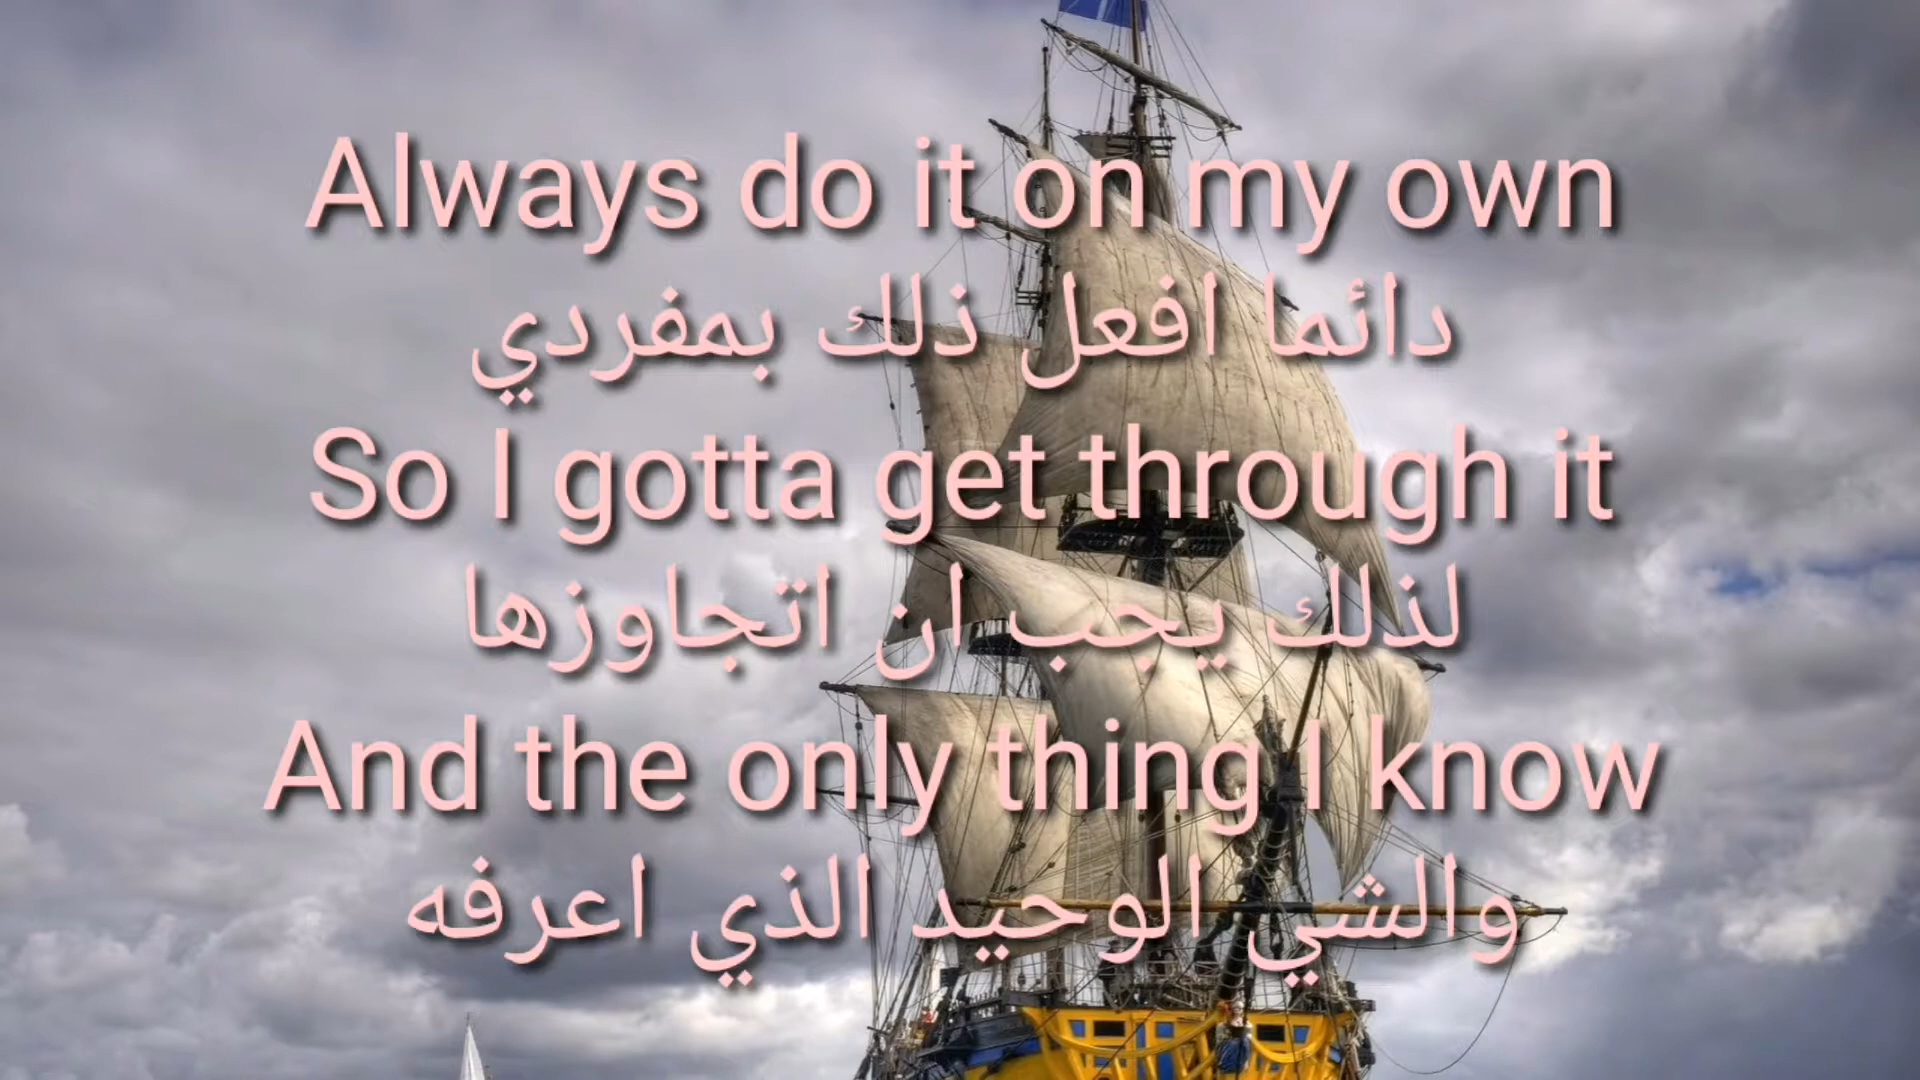 Always do it on my own
دائما افعل ذلك بمفردي
So I gotta get through it
لذلك يجب ان اتجاوزها
And the only thing I know
والشي الوحيد الذي اعرفه